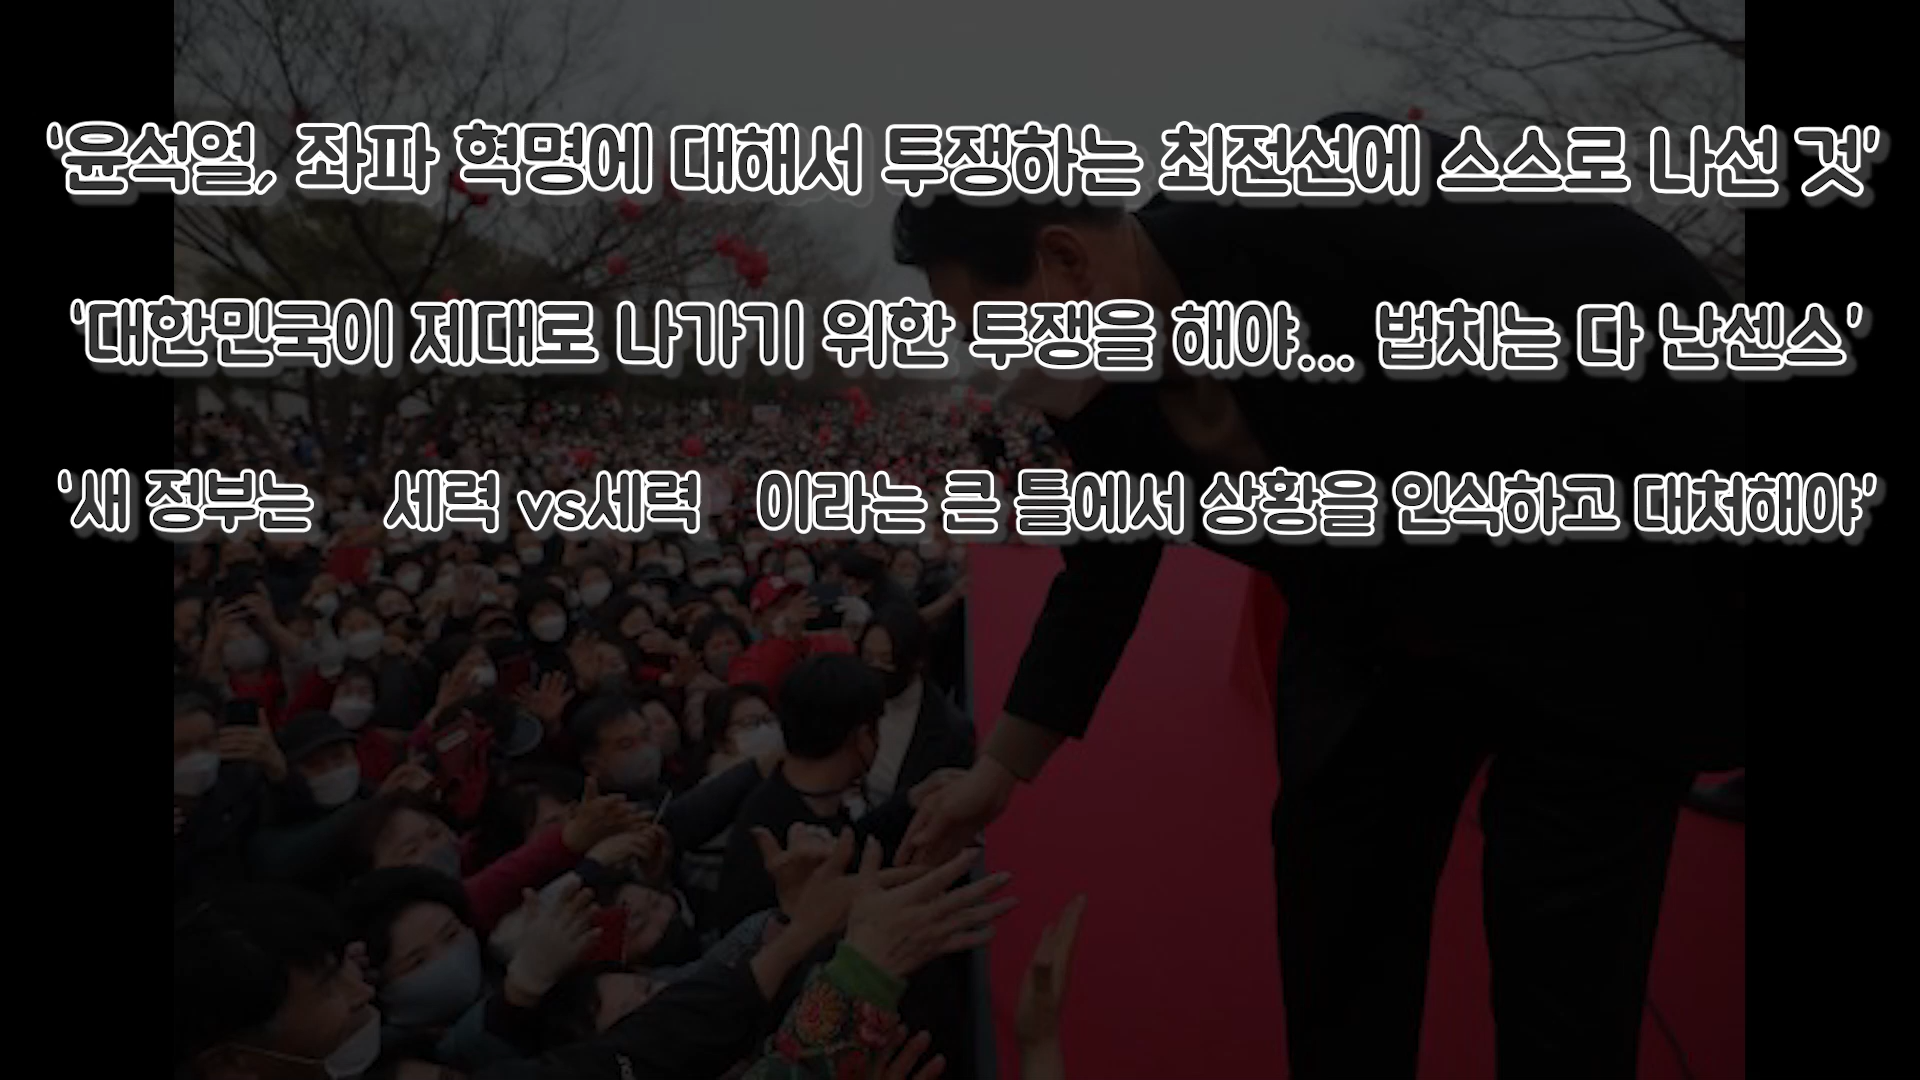 ‘윤석열, 좌파 혁명에 대해서 투쟁하는 최전선에 스스로 나선 것’
‘대한민국이 제대로 나가기 위한 투쟁을 해야... 법치는 다 난센스’
‘새 정부는 세력 vs세력 이라는 큰 틀에서 상황을 인식하고 대처해야’